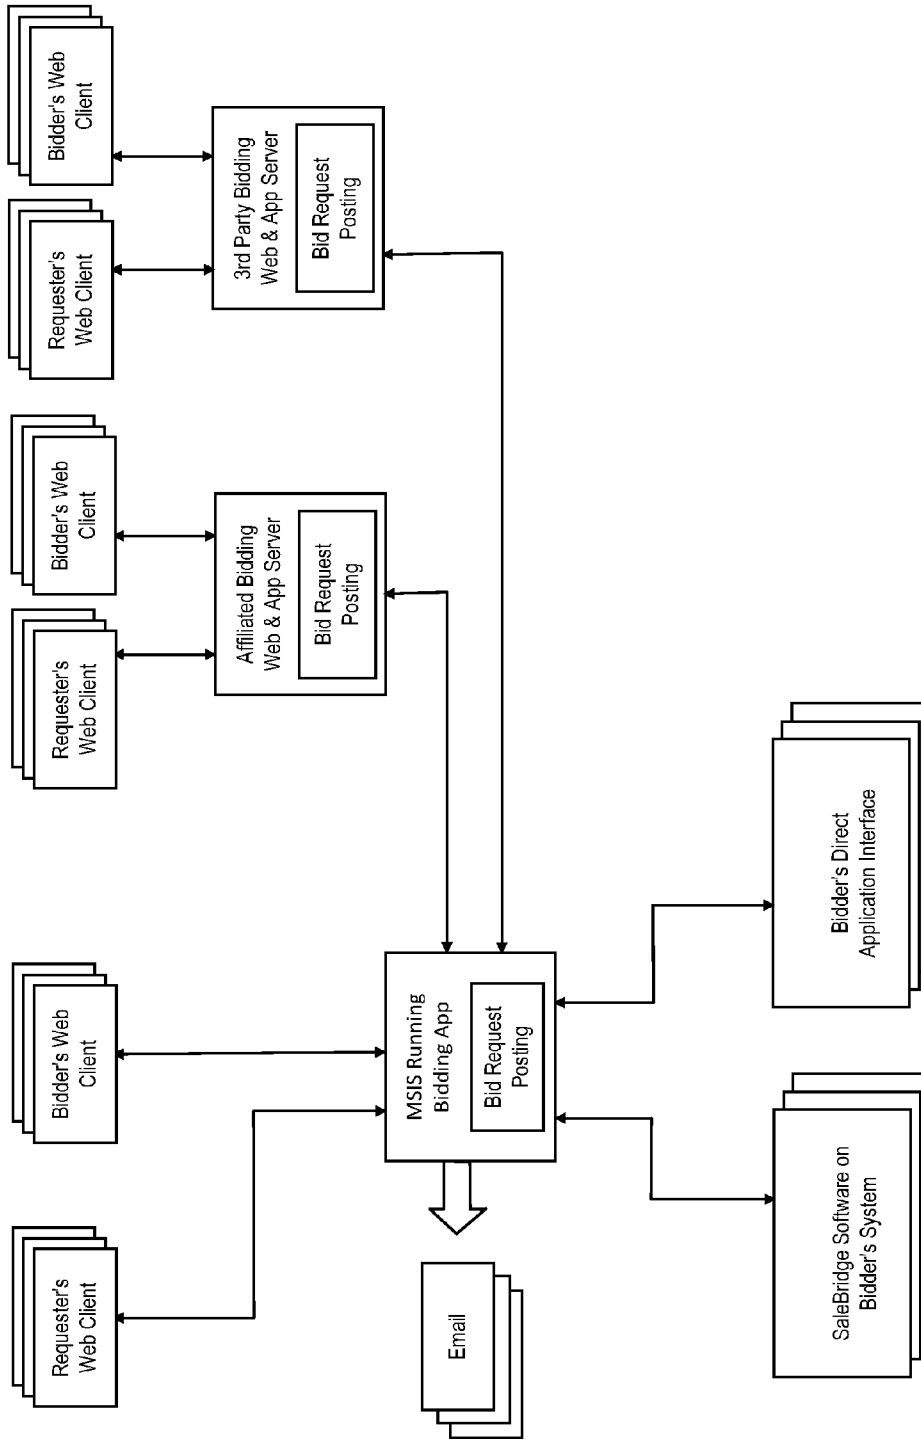 Requester's
Web Client
Bidder's Web
Client
Requester's
Web Client
Bidder's Web
Client
Requester's
Web Client
Bidder's Web
Client
Affiliated Bidding
Web & App Server
Bid Request
Posting
3rd Party Bidding
Web & App Server
Bid Request
Posting
Email
MSIS Running
Bidding App
Bid Request
Posting
SaleBridge Software on
Bidder's System
Bidder's Direct
Application Interface